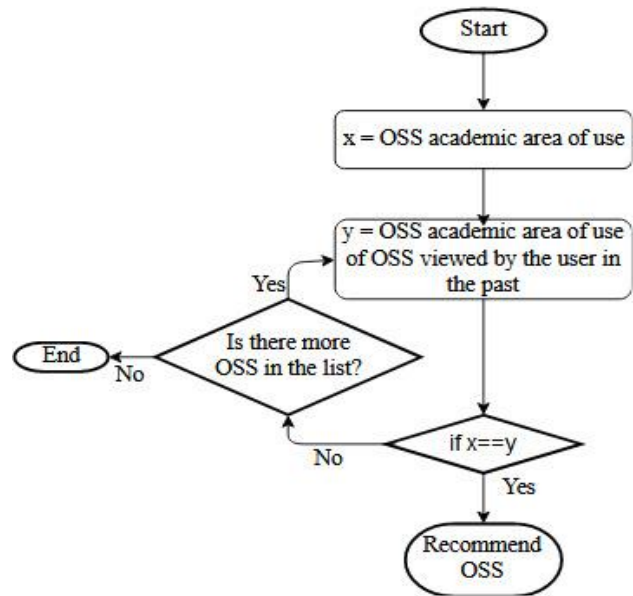 Start
x = OSS academic area of use
y = OSS academic area of use
of OSS viewed by the user in
the past
Yes
Is there more
OSS in the list?
End
No
if x==y
No
Yes
Recommend
OSS